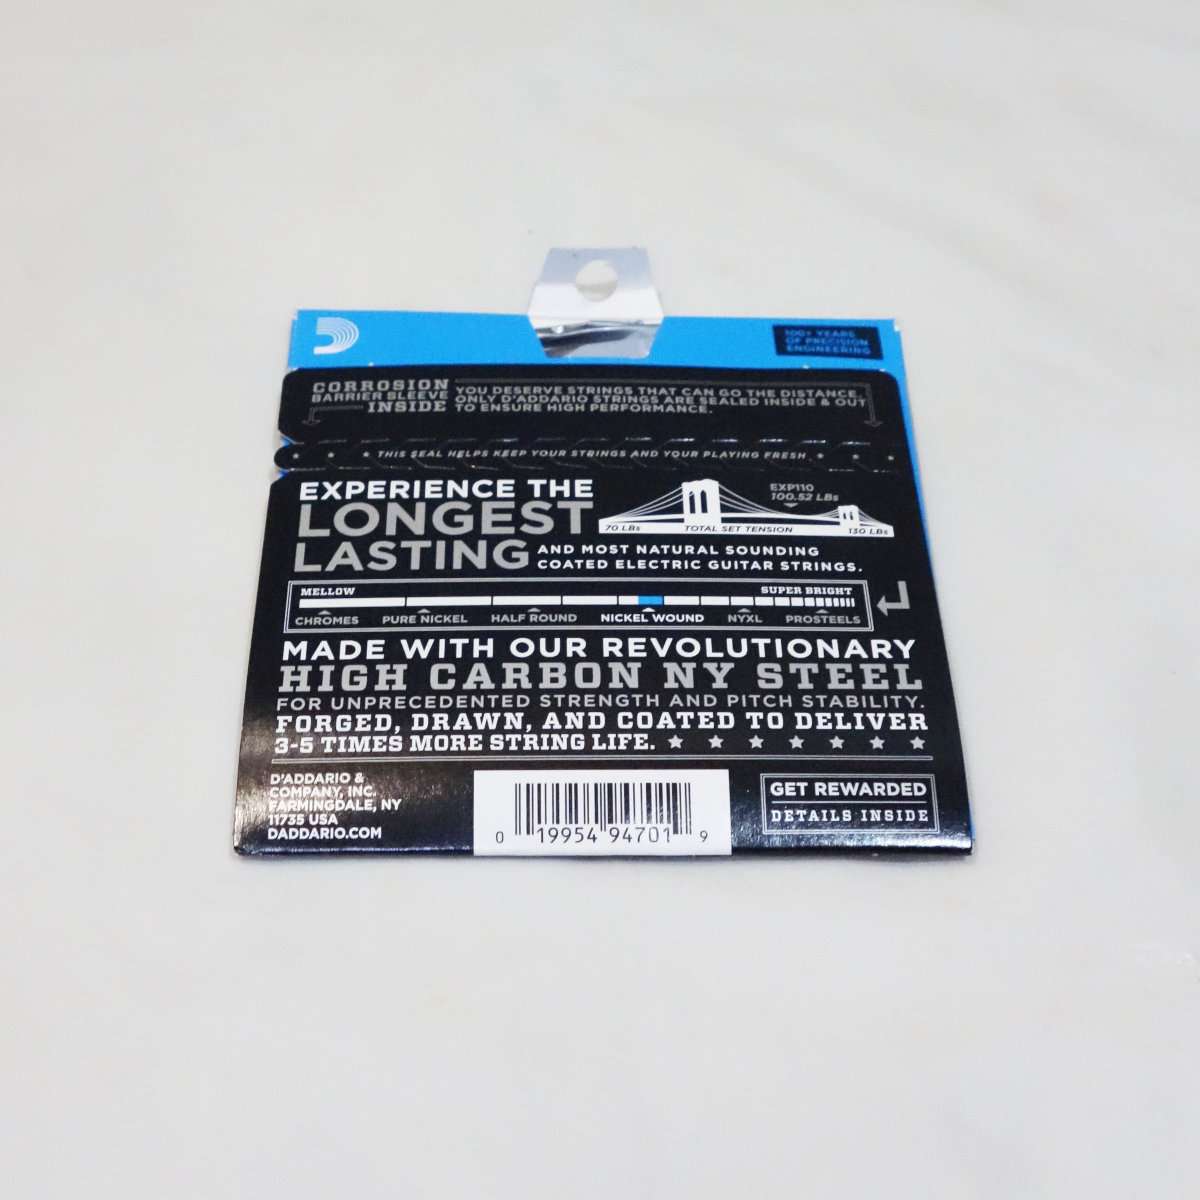 100+ YEARS
OF PRECISION
ENGINEERING
CORROSION
BARRIER SLEEVE
INSIDE
YOU DESERVE STRINGS THAT CAN GO THE DISTANCE.
ONLY D'ADDARIO STRINGS ARE SEALED INSIDE & OUT
TO ENSURE HIGH PERFORMANCE.
THIS SEAL HELPS KEEP YOUR STRINGS AND YOUR PLAYING FRESH
EXPERIENCE THE
LONGEST
LASTING
AND MOST NATURAL SOUNDING
COATED ELECTRIC GUITAR STRINGS.
EXP110
100.52 LBs
70 LBs TOTAL SET TENSION 130 LBs
MELLOW SUPER BRIGHT
CHROMES PURE NICKEL HALF ROUND NICKEL WOUND NYXL PROSTEELS
MADE WITH OUR REVOLUTIONARY
HIGH CARBON NY STEEL
FOR UNPRECEDENTED STRENGTH AND PITCH STABILITY.
FORGED, DRAWN, AND COATED TO DELIVER
3-5 TIMES MORE STRING LIFE.
D'ADDARIO &
COMPANY, INC.
FARMINGDALE, NY
11735 USA
DADDARIO.COM
0 19954 94701 9
GET REWARDED
DETAILS INSIDE